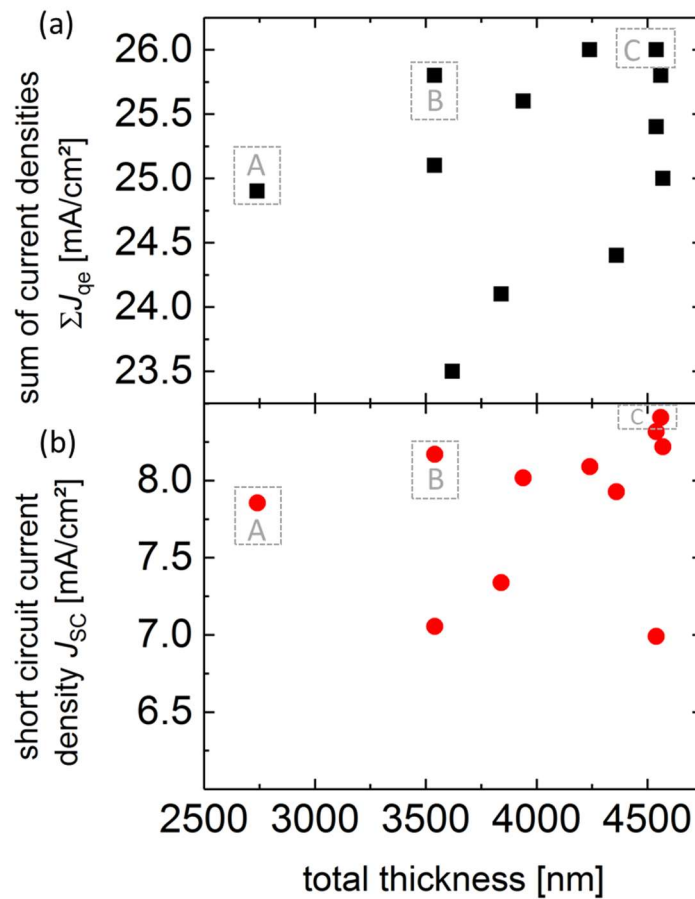 (a)
sum of current densities
ΣJqe [mA/cm²]
26.0
25.5
25.0
24.5
24.0
23.5
A
B
C
(b)
short circuit current
density JSC [mA/cm²]
8.0
7.5
7.0
6.5
A
B
C
2500 3000 3500 4000 4500
total thickness [nm]